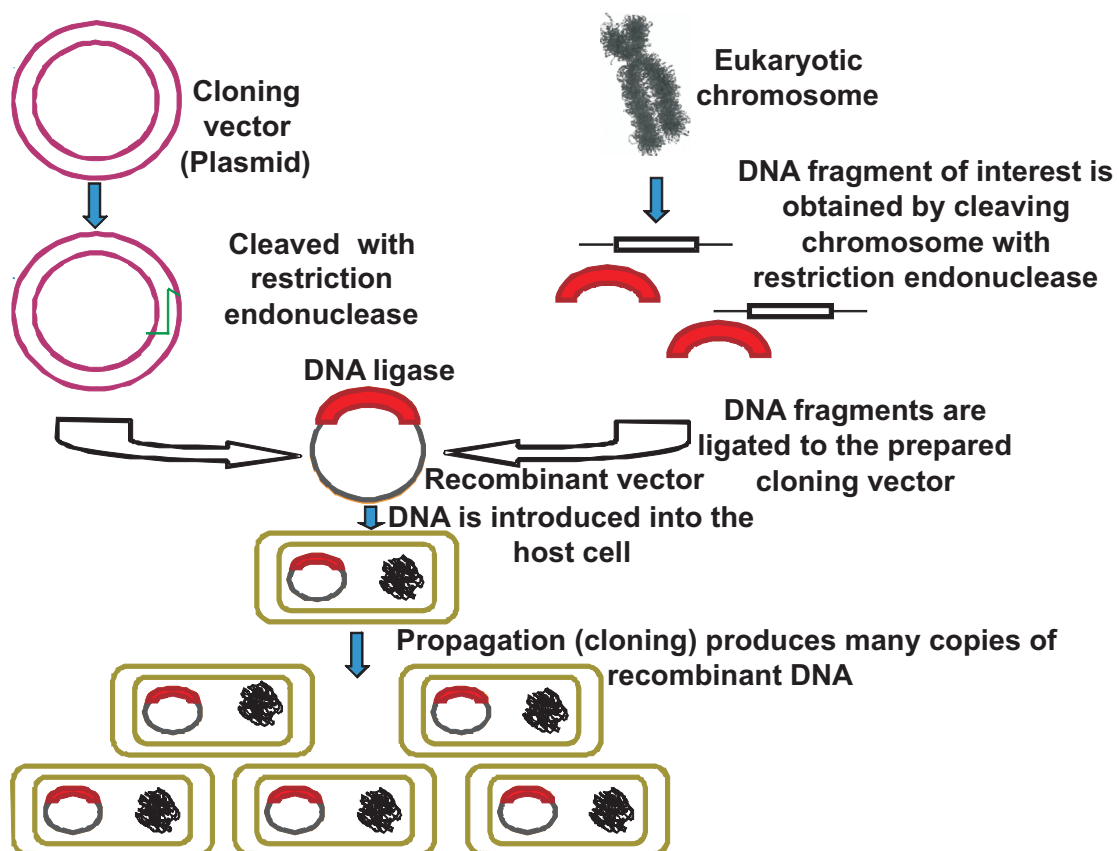 Cloning
vector
(Plasmid)
Eukaryotic
chromosome
DNA fragment of interest is
obtained by cleaving
chromosome with
restriction endonuclease
Cleaved with
restriction
endonuclease
DNA ligase
DNA fragments are
ligated to the prepared
cloning vector
Recombinant vector
DNA is introduced into the
host cell
Propagation (cloning) produces many copies of
recombinant DNA